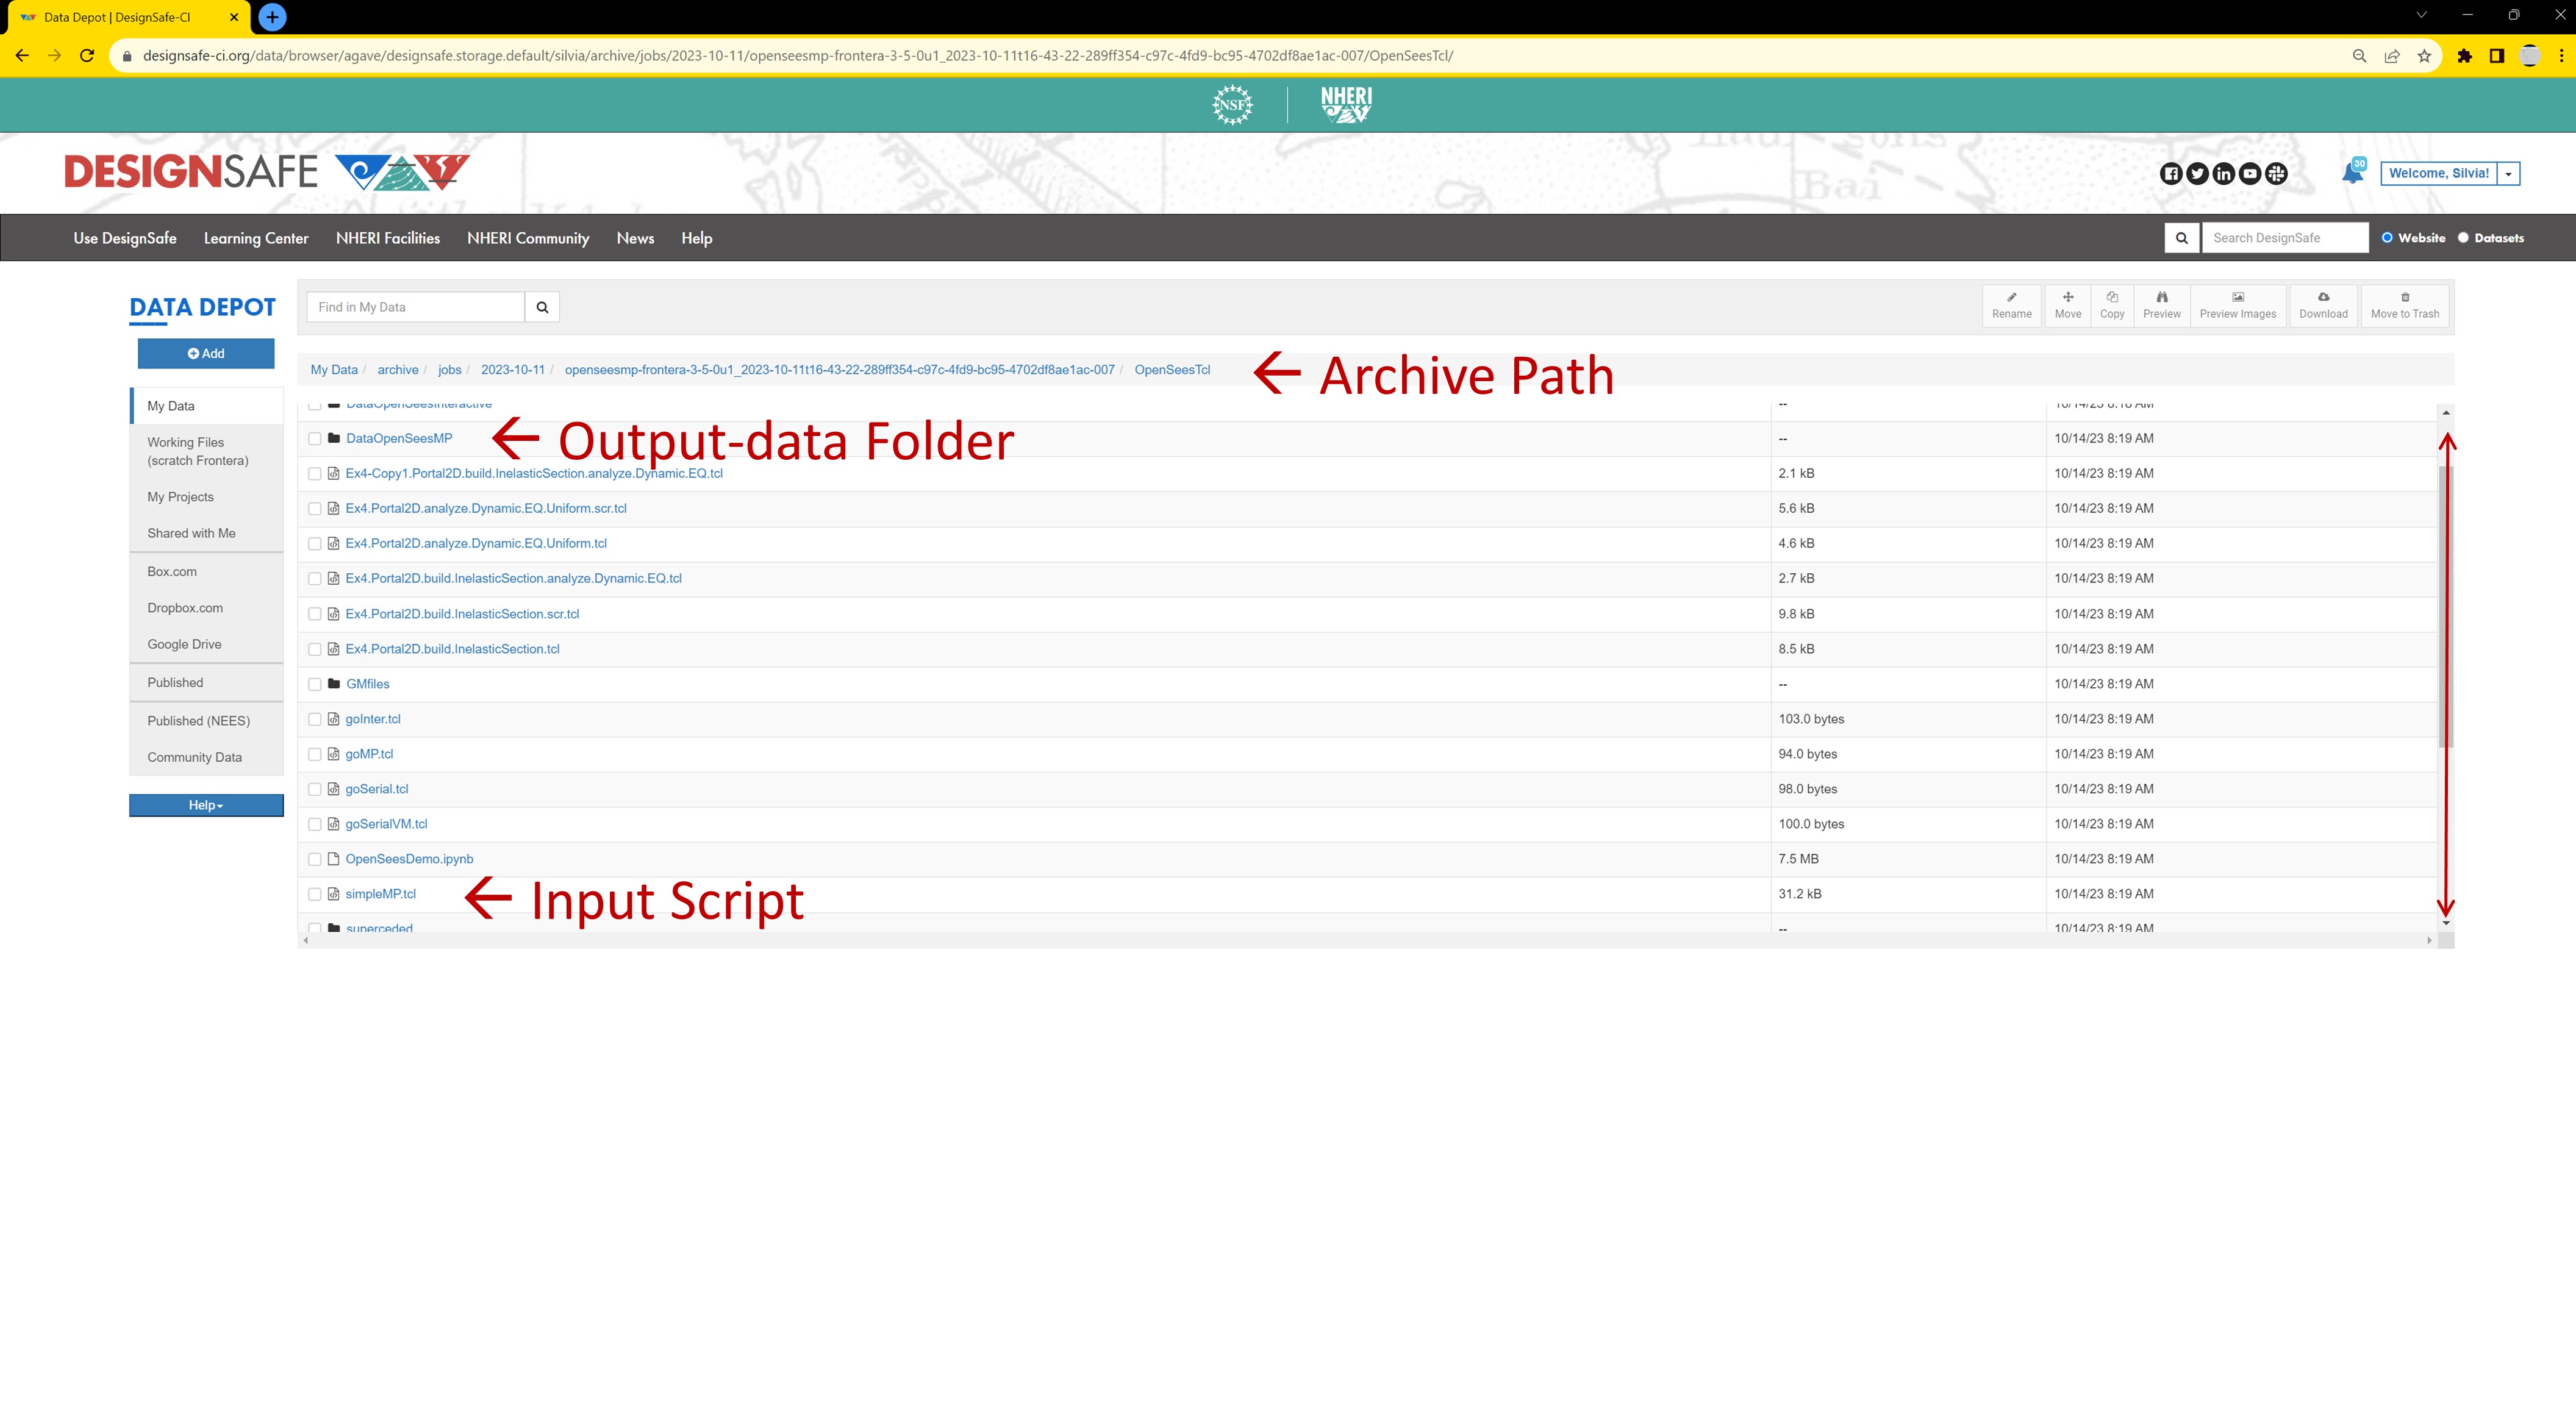 Data Depot | DesignSafe-CI
designsafe-ci.org/data/browser/agave/designsafe.storage.default/silvia/archive/jobs/2023-10-11/openseesmp-frontera-3-5-0u1_2023-10-11t16-43-22-289ff354-c97c-4fd9-bc95-4702df8ae1ac-007/OpenSeesTcl/
NSF NHERI
DESIGNSAFE
30
Welcome, Silvia!
Use DesignSafe Learning Center NHERI Facilities NHERI Community News Help
Search DesignSafe Website Datasets
DATA DEPOT
Find in My Data
Rename Move Copy Preview Preview Images Download Move to Trash
Add
My Data / archive / jobs / 2023-10-11 / openseesmp-frontera-3-5-0u1_2023-10-11t16-43-22-289ff354-c97c-4fd9-bc95-4702df8ae1ac-007 / OpenSeesTcl
← Archive Path
My Data
Working Files
(scratch Frontera)
My Projects
Shared with Me
Box.com
Dropbox.com
Google Drive
Published
Published (NEES)
Community Data
Help
DataOpenSeesInteractive -- 10/14/23 8:18 AM
DataOpenSeesMP -- 10/14/23 8:19 AM
← Output-data Folder
Ex4-Copy1.Portal2D.build.InelasticSection.analyze.Dynamic.EQ.tcl 2.1 kB 10/14/23 8:19 AM
Ex4.Portal2D.analyze.Dynamic.EQ.Uniform.scr.tcl 5.6 kB 10/14/23 8:19 AM
Ex4.Portal2D.analyze.Dynamic.EQ.Uniform.tcl 4.6 kB 10/14/23 8:19 AM
Ex4.Portal2D.build.InelasticSection.analyze.Dynamic.EQ.tcl 2.7 kB 10/14/23 8:19 AM
Ex4.Portal2D.build.InelasticSection.scr.tcl 9.8 kB 10/14/23 8:19 AM
Ex4.Portal2D.build.InelasticSection.tcl 8.5 kB 10/14/23 8:19 AM
GMfiles -- 10/14/23 8:19 AM
goInter.tcl 103.0 bytes 10/14/23 8:19 AM
goMP.tcl 94.0 bytes 10/14/23 8:19 AM
goSerial.tcl 98.0 bytes 10/14/23 8:19 AM
goSerialVM.tcl 100.0 bytes 10/14/23 8:19 AM
OpenSeesDemo.ipynb 7.5 MB 10/14/23 8:19 AM
simpleMP.tcl 31.2 kB 10/14/23 8:19 AM
← Input Script
superceded -- 10/14/23 8:19 AM